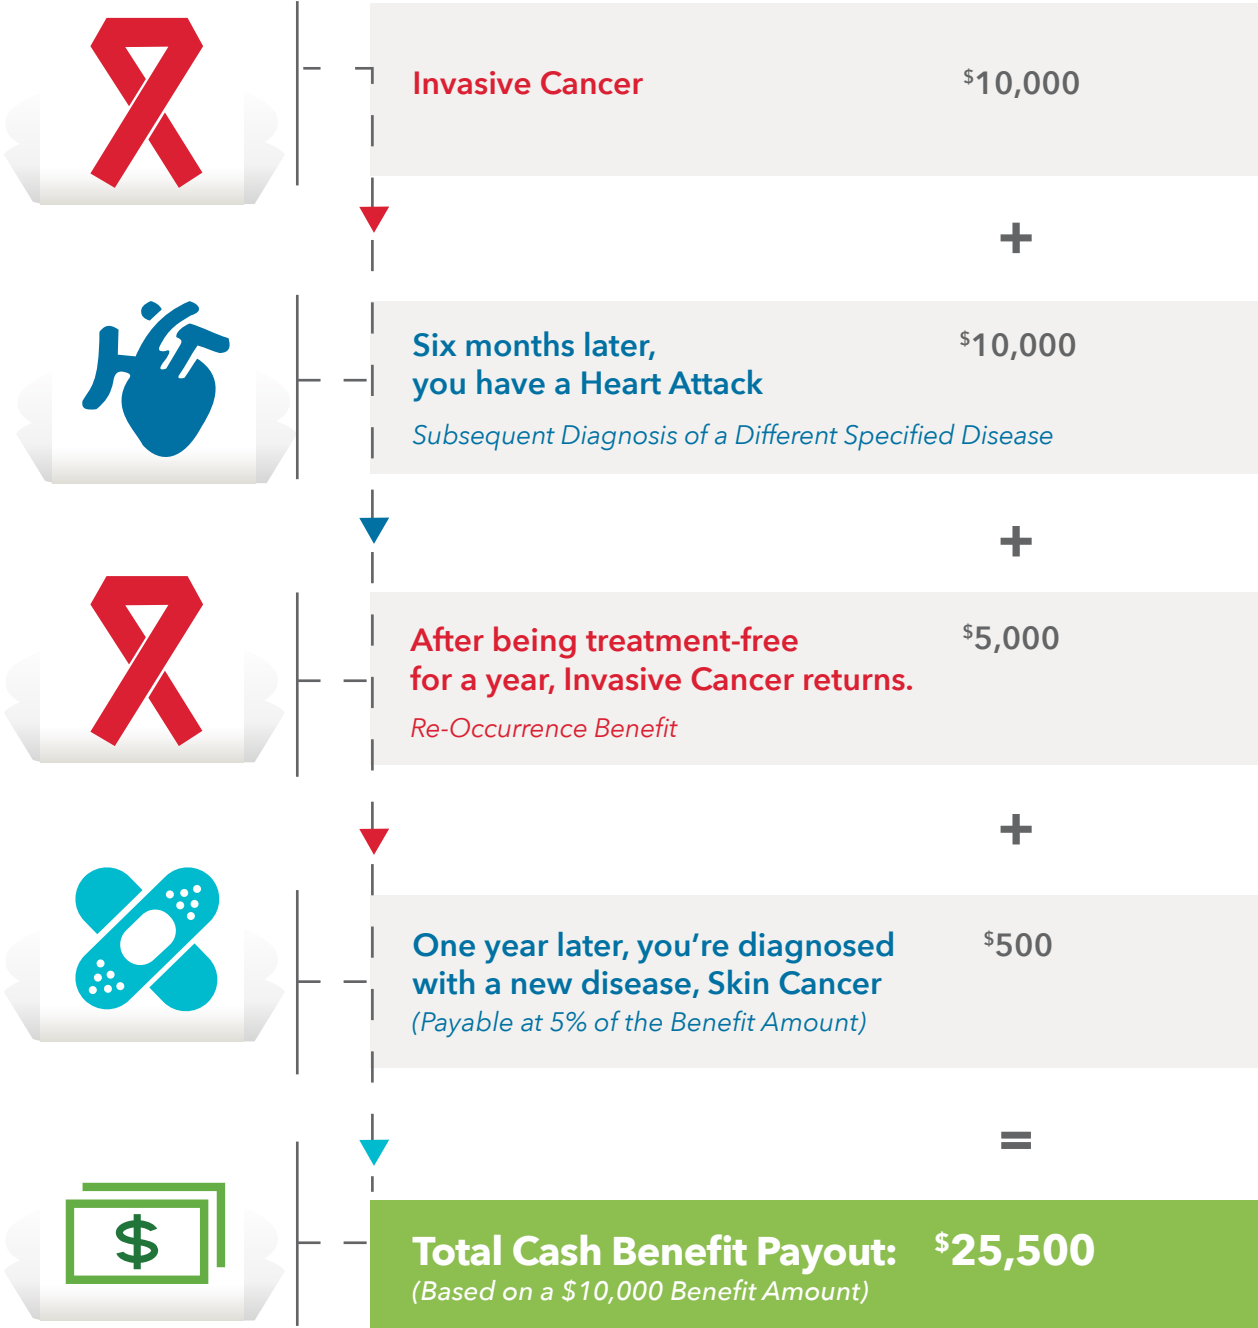 Invasive Cancer $10,000
+
Six months later, $10,000
you have a Heart Attack
Subsequent Diagnosis of a Different Specified Disease
+
After being treatment-free $5,000
for a year, Invasive Cancer returns.
Re-Occurrence Benefit
+
One year later, you’re diagnosed $500
with a new disease, Skin Cancer
(Payable at 5% of the Benefit Amount)
=
$
Total Cash Benefit Payout: $25,500
(Based on a $10,000 Benefit Amount)